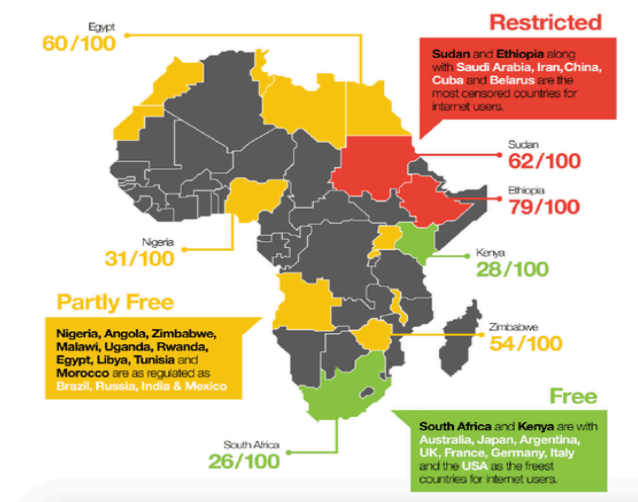 Egypt
60/100
Restricted
Sudan and Ethiopia along
with Saudi Arabia, Iran, China,
Cuba and Belarus are the
most censored countries for
internet users.
Sudan
62/100
Ethiopia
79/100
Nigeria
31/100
Kenya
28/100
Partly Free
Nigeria, Angola, Zimbabwe,
Malawi, Uganda, Rwanda,
Egypt, Libya, Tunisia and
Morocco are as regulated as
Brazil, Russia, India & Mexico
Zimbabwe
54/100
Free
South Africa and Kenya are with
Australia, Japan, Argentina,
UK, France, Germany, Italy
and the USA as the freest
countries for internet users.
South Africa
26/100